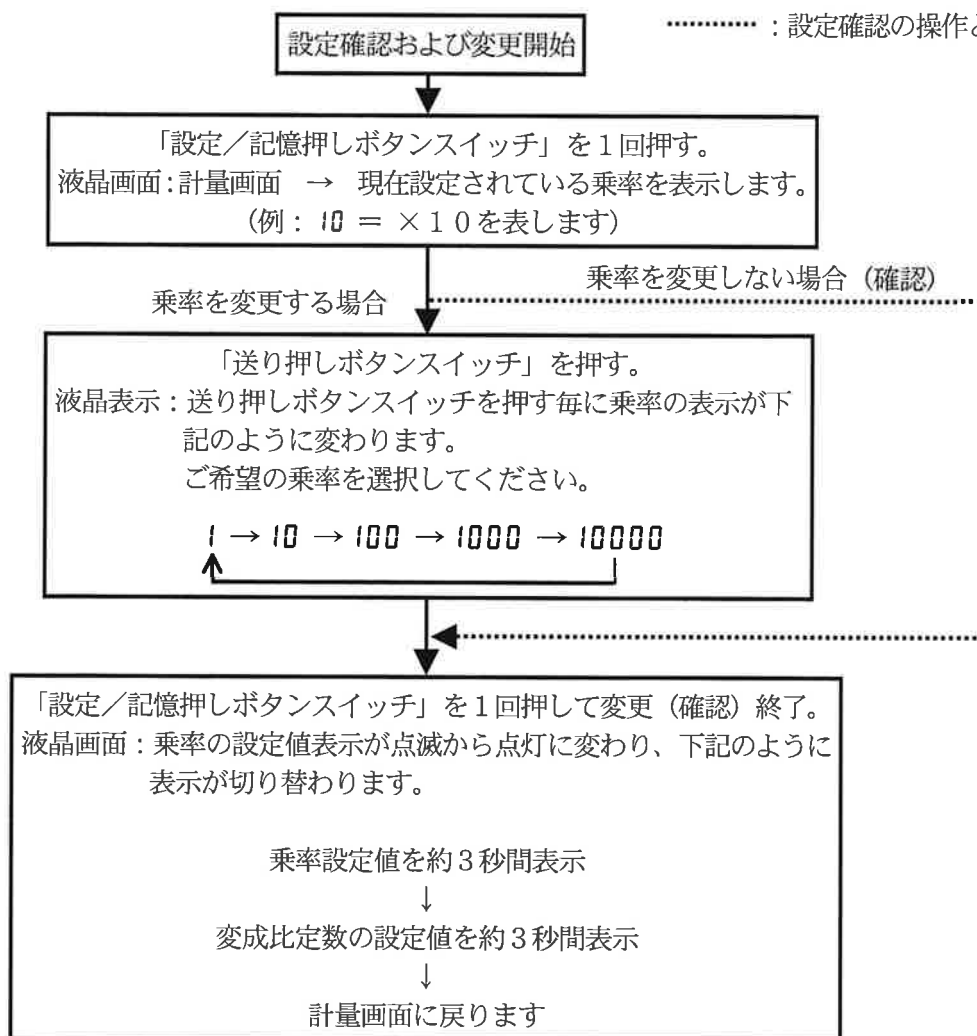 設定確認および変更開始
………… : 設定確認の操作
「設定／記憶押しボタンスイッチ」を１回押す。
液晶画面：計量画面　→　現在設定されている乗率を表示します。
（例： 10 ＝ ×１０を表します）
乗率を変更しない場合（確認）
乗率を変更する場合
「送り押しボタンスイッチ」を押す。
液晶表示：送り押しボタンスイッチを押す毎に乗率の表示が下
記のように変わります。
ご希望の乗率を選択してください。
1 → 10 → 100 → 1000 → 10000
「設定／記憶押しボタンスイッチ」を１回押して変更（確認）終了。
液晶画面：乗率の設定値表示が点滅から点灯に変わり、下記のように
表示が切り替わります。
乗率設定値を約３秒間表示
↓
変成比定数の設定値を約３秒間表示
↓
計量画面に戻ります